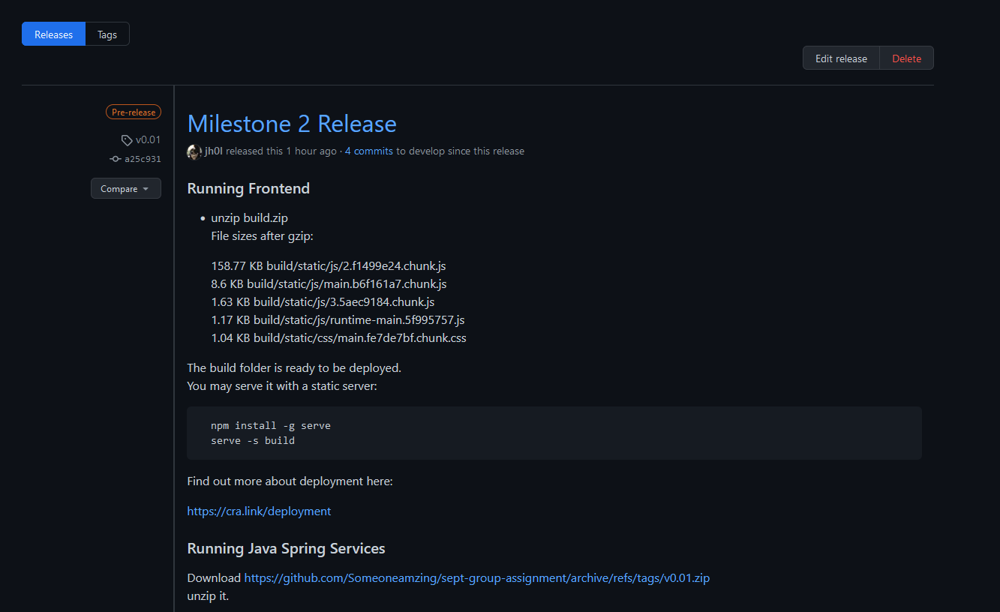 Releases Tags
Edit release Delete
Pre-release
v0.01
a25c931
Compare
Milestone 2 Release
jh0l released this 1 hour ago · 4 commits to develop since this release
Running Frontend
• unzip build.zip
File sizes after gzip:
158.77 KB build/static/js/2.f1499e24.chunk.js
8.6 KB build/static/js/main.b6f161a7.chunk.js
1.63 KB build/static/js/3.5aec9184.chunk.js
1.17 KB build/static/js/runtime-main.5f995757.js
1.04 KB build/static/css/main.fe7de7bf.chunk.css
The build folder is ready to be deployed.
You may serve it with a static server:
npm install -g serve
serve -s build
Find out more about deployment here:
https://cra.link/deployment
Running Java Spring Services
Download https://github.com/Someoneamzing/sept-group-assignment/archive/refs/tags/v0.01.zip
unzip it.